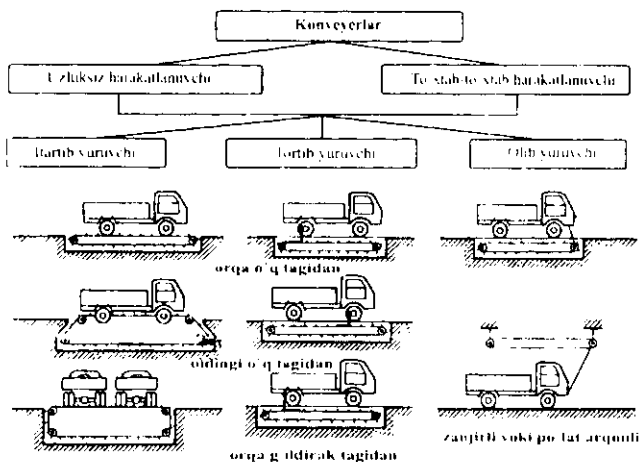 Konveyerlar
Uzluksiz harakatlanuvchi
To‘xtab-to‘xtab harakatlanuvchi
Itartib yuruvchi
Tortib yuruvchi
Olib yuruvchi
orqa o‘q tagidan
oldingi o‘q tagidan
orqa g‘ildirak tagidan
zanjirli yoki po‘lat arqonli